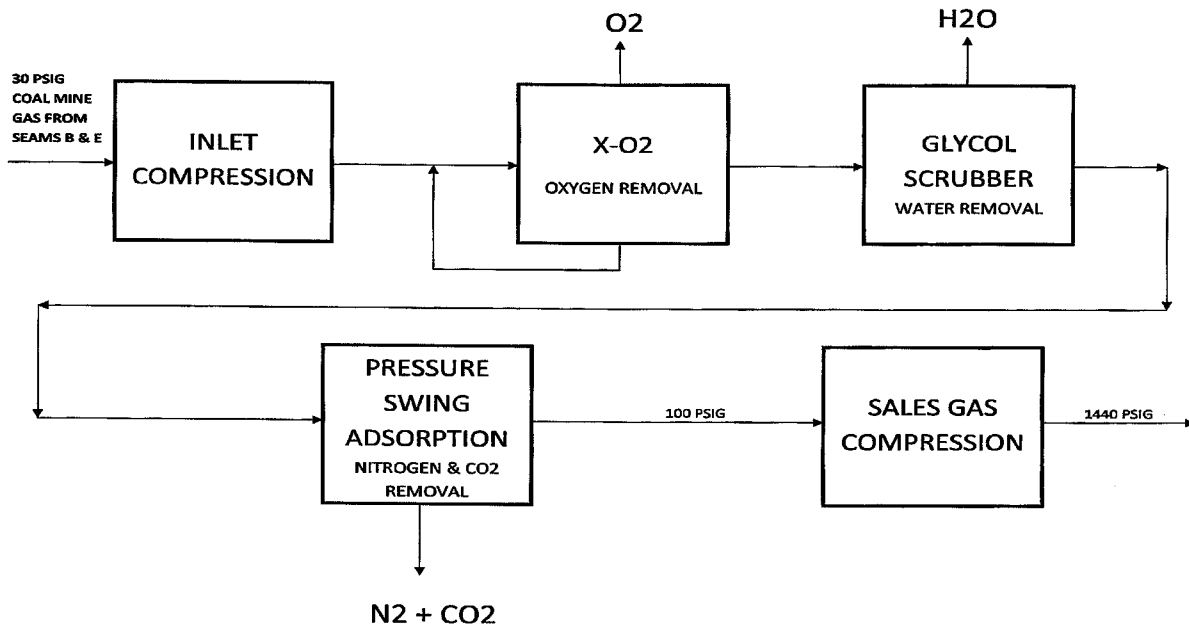 O2
H2O
30 PSIG
COAL MINE
GAS FROM
SEAMS B & E
INLET
COMPRESSION
X-O2
OXYGEN REMOVAL
GLYCOL
SCRUBBER
WATER REMOVAL
PRESSURE
SWING
ADSORPTION
NITROGEN & CO2
REMOVAL
100 PSIG
SALES GAS
COMPRESSION
1440 PSIG
N2 + CO2